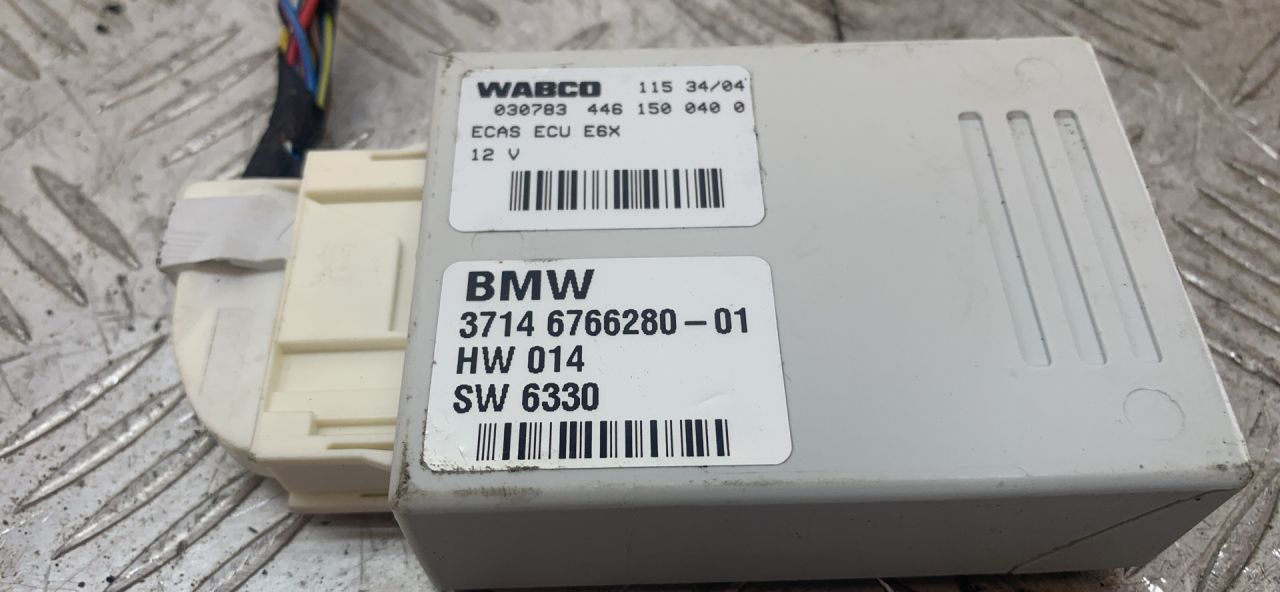 WABCO 115 34/04
030783 446 150 040 0
ECAS ECU E6X
12 V
BMW
3714 6766280-01
HW 014
SW 6330